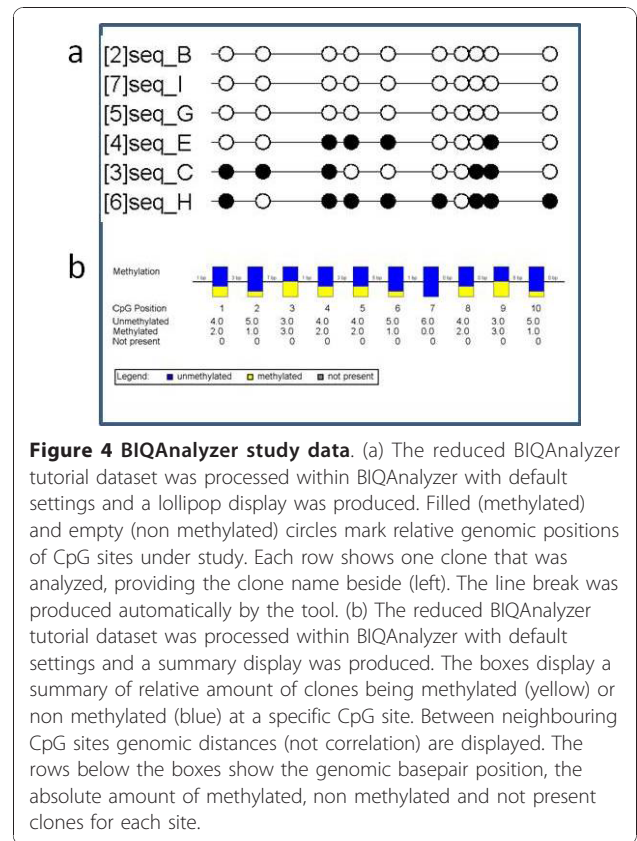 a
[2]seq_B
[7]seq_I
[5]seq_G
[4]seq_E
[3]seq_C
[6]seq_H
b
Methylation
CpG Position 1 2 3 4 5 6 7 8 9 10
Unmethylated 4.0 5.0 3.0 4.0 4.0 5.0 6.0 4.0 3.0 5.0
Methylated 2.0 1.0 3.0 2.0 2.0 1.0 0.0 2.0 3.0 1.0
Not present 0 0 0 0 0 0 0 0 0 0
Legend: unmethylated methylated not present
Figure 4 BIQAnalyzer study data. (a) The reduced BIQAnalyzer
tutorial dataset was processed within BIQAnalyzer with default
settings and a lollipop display was produced. Filled (methylated)
and empty (non methylated) circles mark relative genomic positions
of CpG sites under study. Each row shows one clone that was
analyzed, providing the clone name beside (left). The line break was
produced automatically by the tool. (b) The reduced BIQAnalyzer
tutorial dataset was processed within BIQAnalyzer with default
settings and a summary display was produced. The boxes display a
summary of relative amount of clones being methylated (yellow) or
non methylated (blue) at a specific CpG site. Between neighbouring
CpG sites genomic distances (not correlation) are displayed. The
rows below the boxes show the genomic basepair position, the
absolute amount of methylated, non methylated and not present
clones for each site.